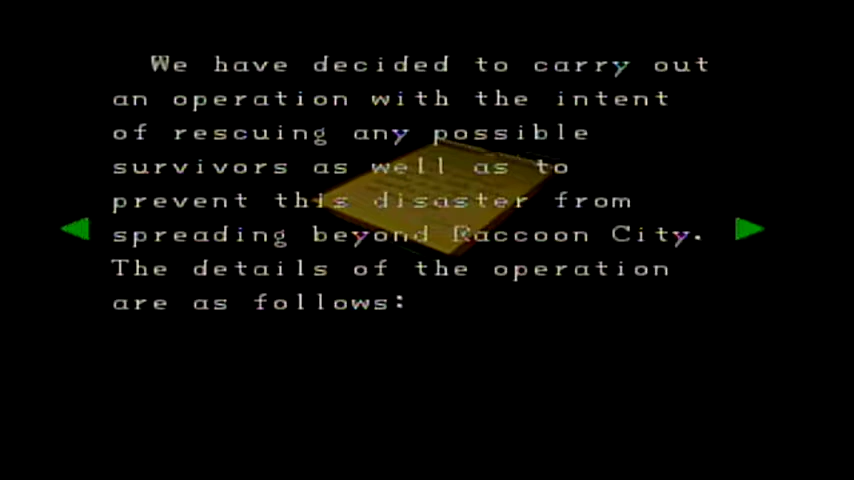 We have decided to carry out
an operation with the intent
of rescuing any possible
survivors as well as to
prevent this disaster from
spreading beyond Raccoon City.
The details of the operation
are as follows: